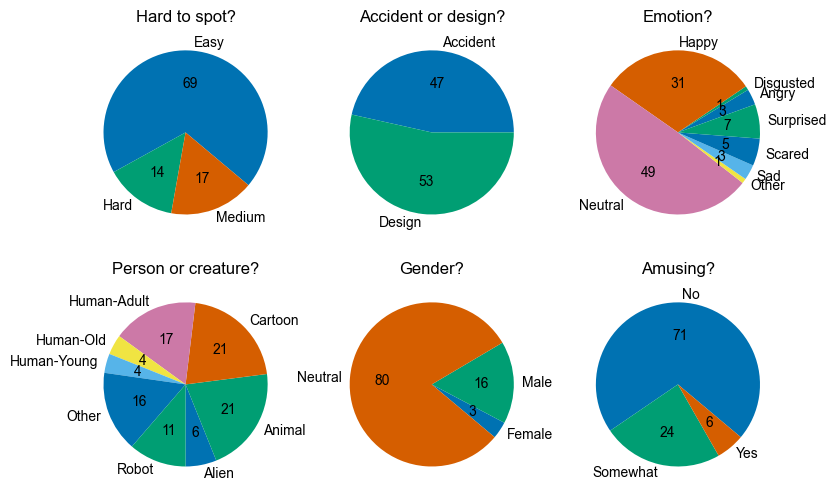 Hard to spot?
Easy
69
14
17
Hard
Medium
Accident or design?
Accident
47
53
Design
Emotion?
Happy
31
Disgusted
1
Angry
3
Surprised
7
5
Scared
3
Sad
1
Other
49
Neutral
Person or creature?
Human-Adult
17
Cartoon
21
Human-Old
4
Human-Young
4
Other
16
21
Animal
11
6
Robot
Alien
Gender?
Neutral
80
16
Male
3
Female
Amusing?
No
71
6
Yes
24
Somewhat